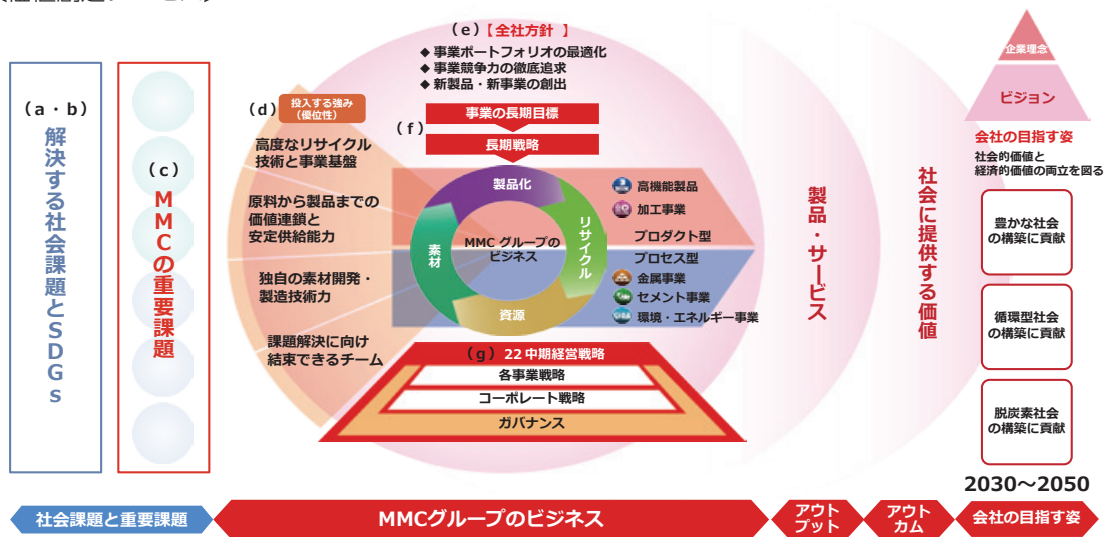 (a・b)
解決する社会課題とSDGs
(c)
MMCの重要課題
(d)
投入する強み
(優位性)
高度なリサイクル
技術と事業基盤
原料から製品までの
価値連鎖と
安定供給能力
独自の素材開発・
製造技術力
課題解決に向け
結束できるチーム
(e)【全社方針】
◆ 事業ポートフォリオの最適化
◆ 事業競争力の徹底追求
◆ 新製品・新事業の創出
(f)
事業の長期目標
長期戦略
製品化
リサイクル
資源
素材
MMC グループの
ビジネス
高機能製品
加工事業
プロダクト型
プロセス型
金属事業
セメント事業
環境・エネルギー事業
(g) 22中期経営戦略
各事業戦略
コーポレート戦略
ガバナンス
製品・サービス
社会に提供する価値
企業理念
ビジョン
会社の目指す姿
社会的価値と
経済的価値の両立を図る
豊かな社会
の構築に貢献
循環型社会
の構築に貢献
脱炭素社会
の構築に貢献
2030〜2050
社会課題と重要課題
MMCグループのビジネス
アウト
プット
アウト
カム
会社の目指す姿